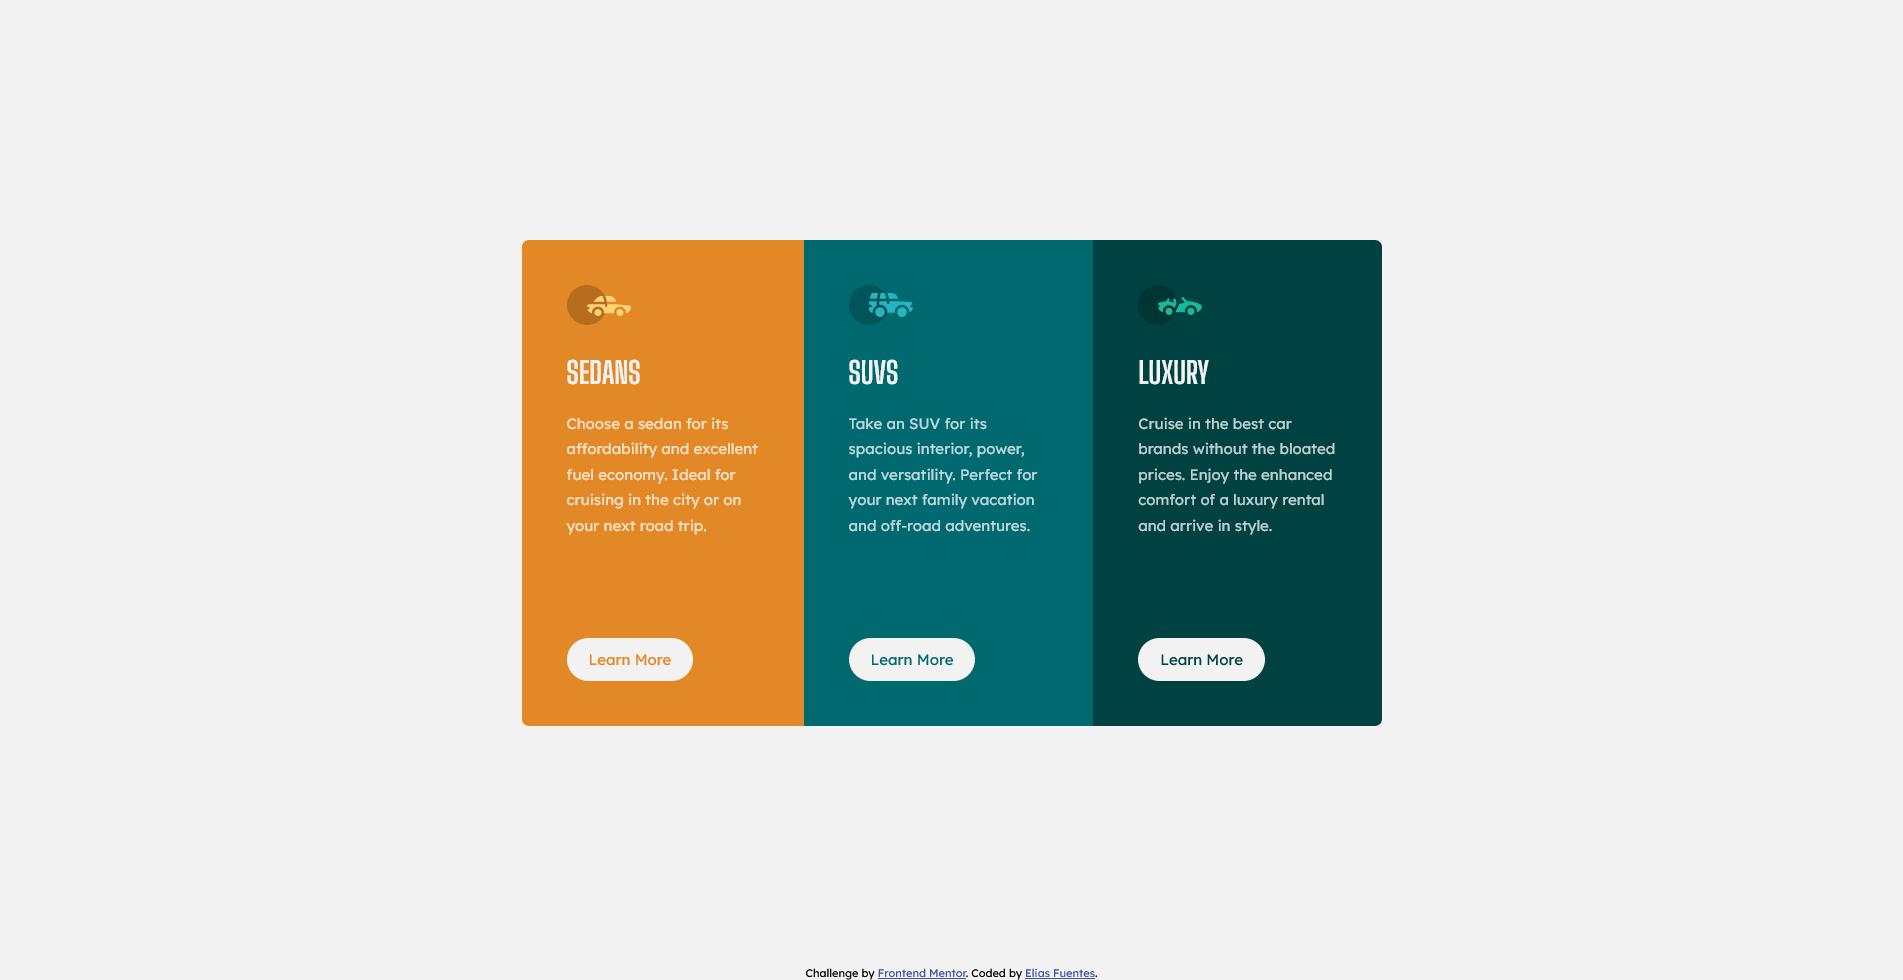 SEDANS
Choose a sedan for its
affordability and excellent
fuel economy. Ideal for
cruising in the city or on
your next road trip.
Learn More
SUVS
Take an SUV for its
spacious interior, power,
and versatility. Perfect for
your next family vacation
and off-road adventures.
Learn More
LUXURY
Cruise in the best car
brands without the bloated
prices. Enjoy the enhanced
comfort of a luxury rental
and arrive in style.
Learn More
Challenge by Frontend Mentor. Coded by Elias Fuentes.